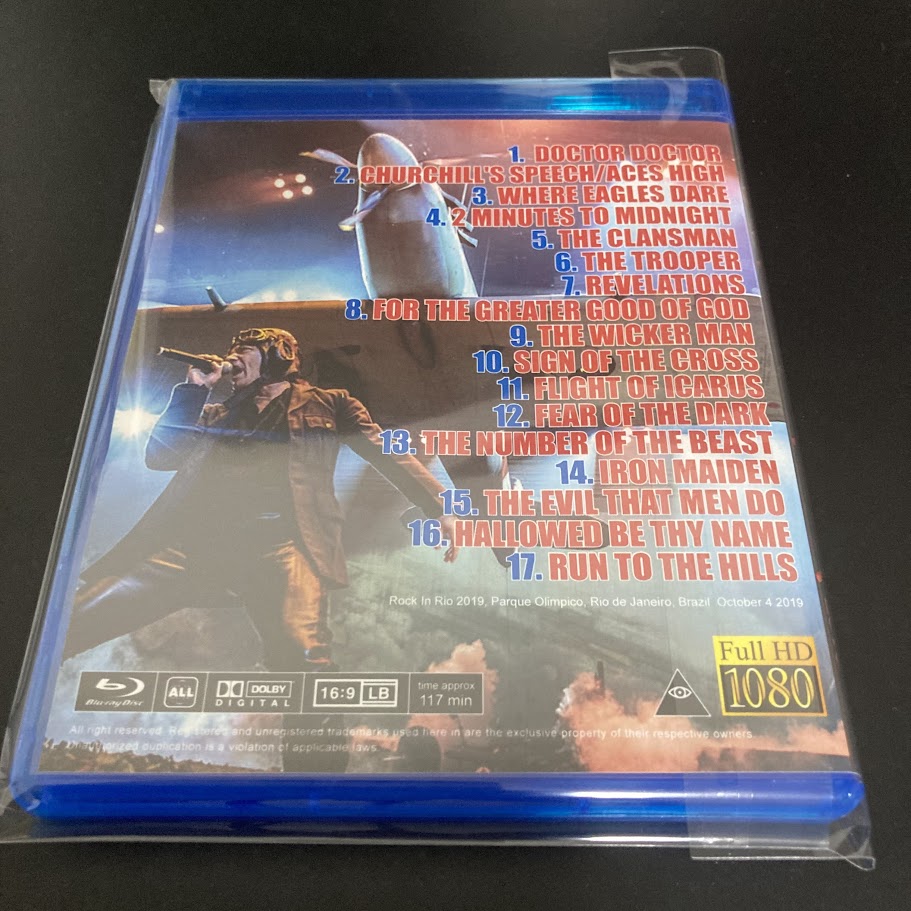 1. DOCTOR DOCTOR
2. CHURCHILL'S SPEECH/ACES HIGH
3. WHERE EAGLES DARE
4. 2 MINUTES TO MIDNIGHT
5. THE CLANSMAN
6. THE TROOPER
7. REVELATIONS
8. FOR THE GREATER GOOD OF GOD
9. THE WICKER MAN
10. SIGN OF THE CROSS
11. FLIGHT OF ICARUS
12. FEAR OF THE DARK
13. THE NUMBER OF THE BEAST
14. IRON MAIDEN
15. THE EVIL THAT MEN DO
16. HALLOWED BE THY NAME
17. RUN TO THE HILLS
Rock In Rio 2019, Parque Olimpico, Rio de Janeiro, Brazil October 4 2019
Full HD
1080
Blu-ray Disc
ALL
DOLBY
DIGITAL
16:9 LB
time approx
117 min
All right reserved. Registered and unregistered trademarks used here in are the exclusive property of their respective owners.
Unauthorized duplication is a violation of applicable laws.